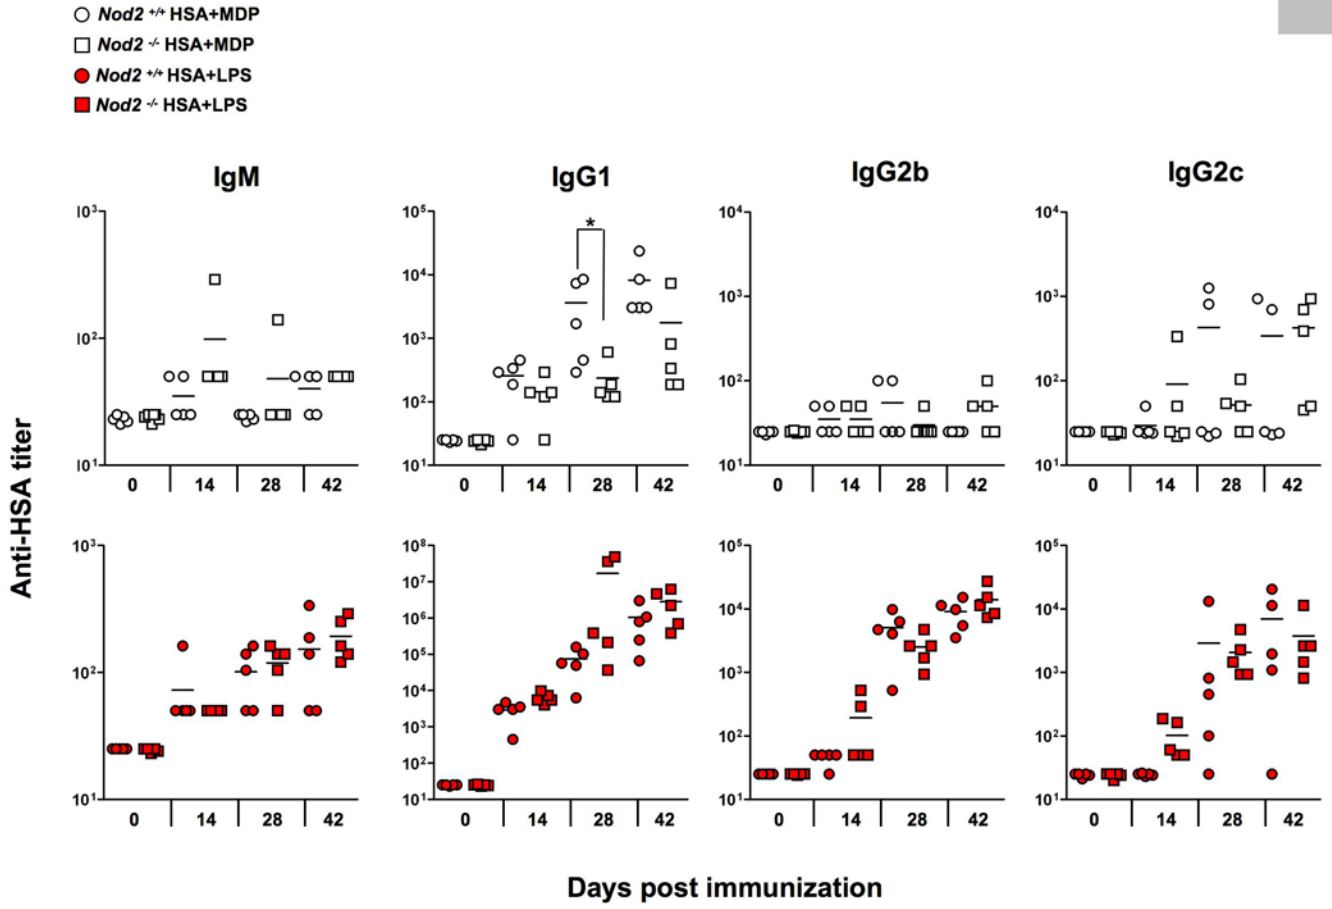 Nod2 +/+ HSA+MDP
Nod2 -/- HSA+MDP
Nod2 +/+ HSA+LPS
Nod2 -/- HSA+LPS
IgM
IgG1
IgG2b
IgG2c
10³
10²
10¹
0 | 14 | 28 | 42
10⁵
10⁴
10³
10²
10¹
*
0 | 14 | 28 | 42
10⁴
10³
10²
10¹
0 | 14 | 28 | 42
10⁴
10³
10²
10¹
0 | 14 | 28 | 42
Anti-HSA titer
10³
10²
10¹
0 | 14 | 28 | 42
10⁸
10⁷
10⁶
10⁵
10⁴
10³
10²
10¹
0 | 14 | 28 | 42
10⁵
10⁴
10³
10²
10¹
0 | 14 | 28 | 42
10⁵
10⁴
10³
10²
10¹
0 | 14 | 28 | 42
Days post immunization